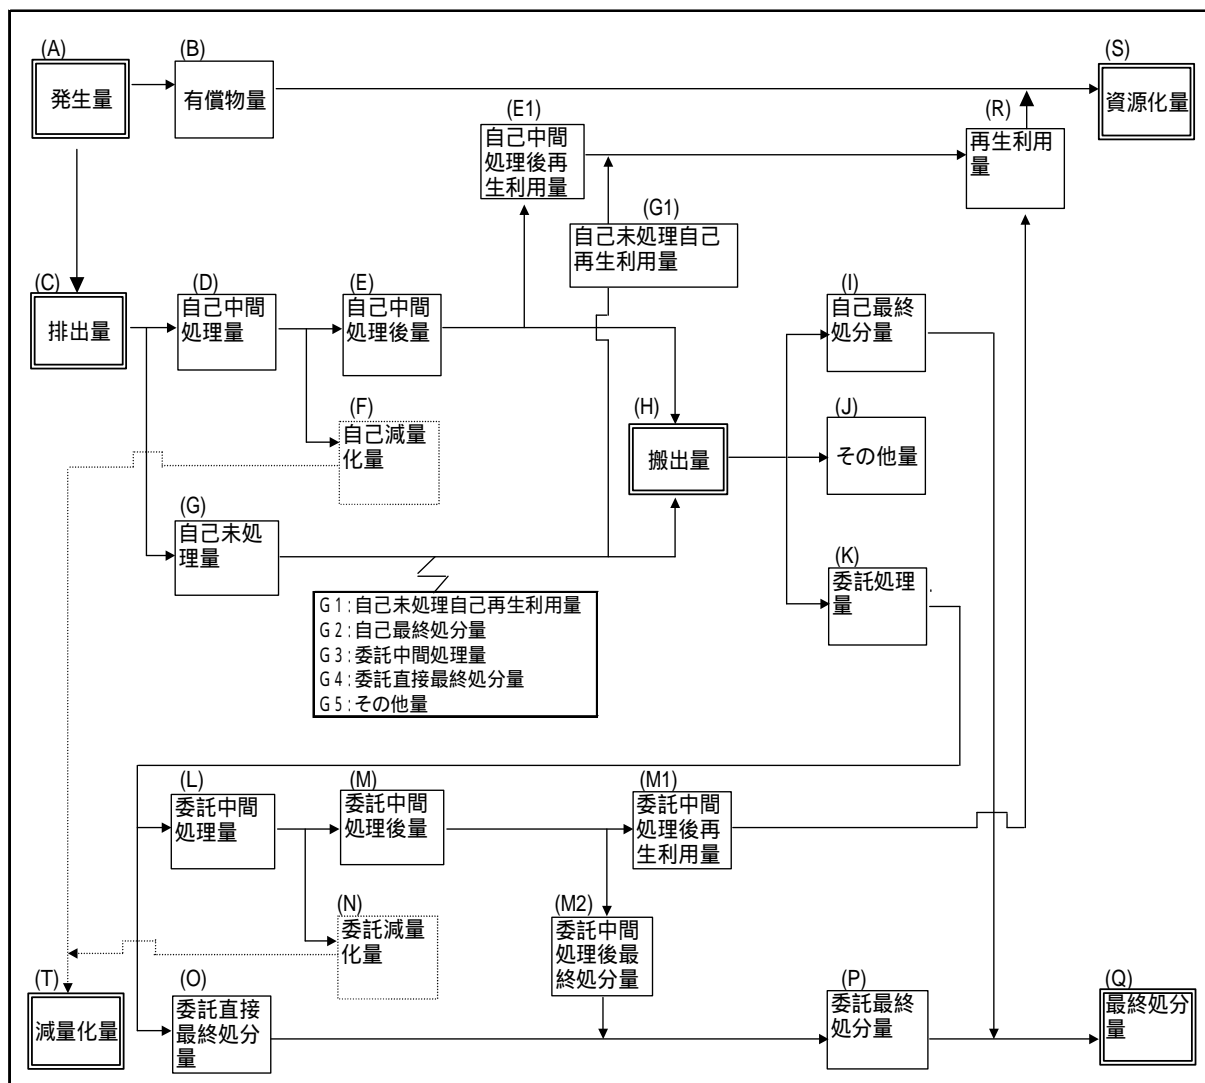 (A)
発生量
(B)
有償物量
(S)
資源化量
(E1)
自己中間
処理後再
生利用量
(R)
再生利用
量
(G1)
自己未処理自己
再生利用量
(C)
排出量
(D)
自己中間
処理量
(E)
自己中間
処理後量
(I)
自己最終
処分量
(F)
自己減量
化量
(H)
搬出量
(J)
その他量
(G)
自己未処
理量
(K)
委託処理
量
G1:自己未処理自己再生利用量
G2:自己最終処分量
G3:委託中間処理量
G4:委託直接最終処分量
G5:その他量
(L)
委託中間
処理量
(M)
委託中間
処理後量
(M1)
委託中間
処理後再
生利用量
(N)
委託減量
化量
(M2)
委託中間
処理後最
終処分量
(T)
減量化量
(O)
委託直接
最終処分
量
(P)
委託最終
処分量
(Q)
最終処分
量